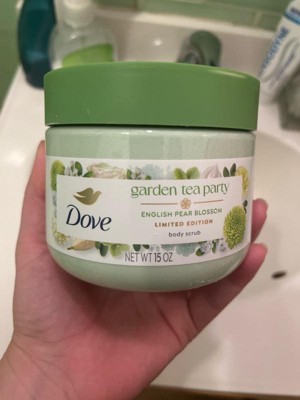 garden tea party
ENGLISH PEAR BLOSSOM
LIMITED EDITION
body scrub
Dove
NET WT 15 OZ